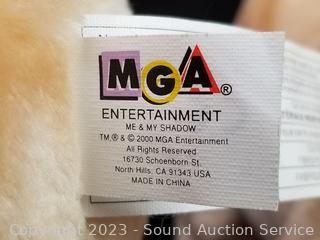 MGA®
ENTERTAINMENT
ME & MY SHADOW
TM,® & © 2000 MGA Entertainment
All Rights Reserved
16730 Schoenborn St.
North Hills, CA 91343 USA
MADE IN CHINA
Copyright 2023 - Sound Auction Service